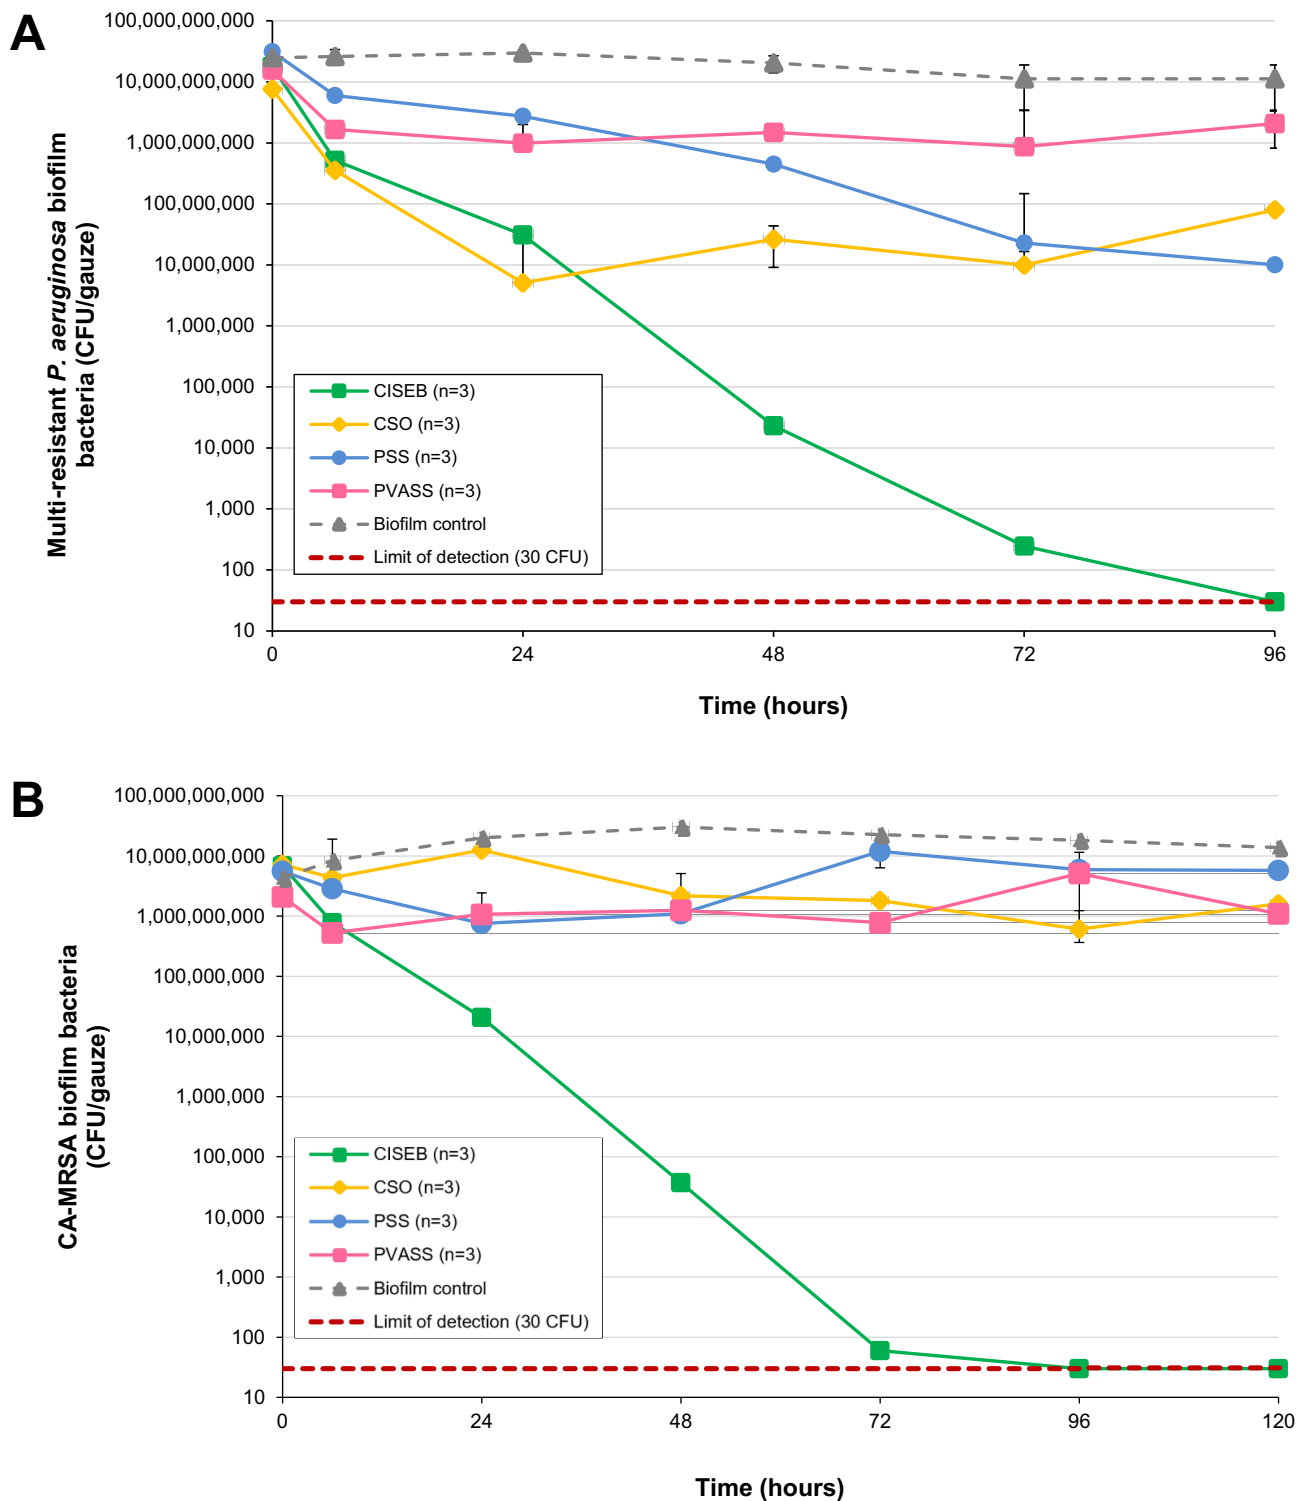 A
100,000,000,000
10,000,000,000
1,000,000,000
100,000,000
10,000,000
1,000,000
100,000
10,000
1,000
100
10
Multi-resistant P. aeruginosa biofilm
bacteria (CFU/gauze)
CISEB (n=3)
CSO (n=3)
PSS (n=3)
PVASS (n=3)
Biofilm control
Limit of detection (30 CFU)
0 24 48 72 96
Time (hours)
B
100,000,000,000
10,000,000,000
1,000,000,000
100,000,000
10,000,000
1,000,000
100,000
10,000
1,000
100
10
CA-MRSA biofilm bacteria
(CFU/gauze)
CISEB (n=3)
CSO (n=3)
PSS (n=3)
PVASS (n=3)
Biofilm control
Limit of detection (30 CFU)
0 24 48 72 96 120
Time (hours)